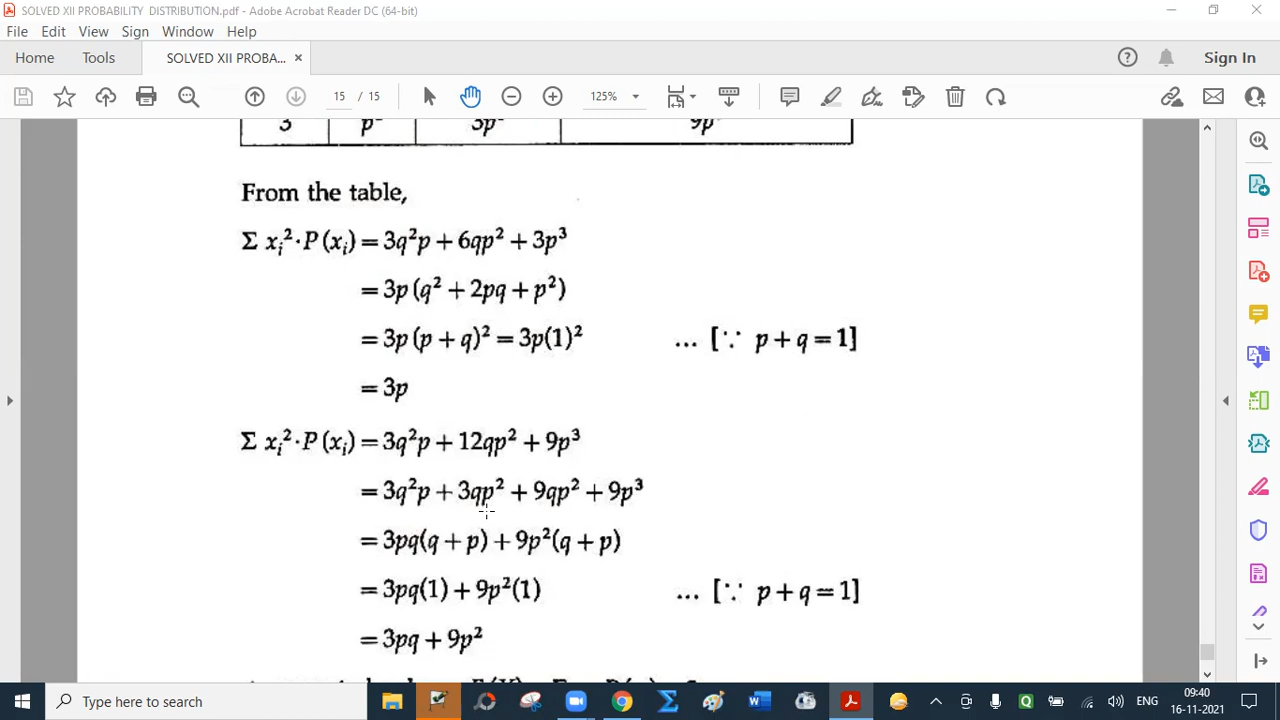 SOLVED XII PROBABILITY DISTRIBUTION.pdf - Adobe Acrobat Reader DC (64-bit)
File Edit View Sign Window Help
Home Tools SOLVED XII PROBA... × Sign In
15 / 15 125%
3 p 3p 9p
From the table,
Σ xᵢ²·P(xᵢ) = 3q²p + 6qp² + 3p³
= 3p (q² + 2pq + p²)
= 3p (p + q)² = 3p(1)² ... [∵ p + q = 1]
= 3p
Σ xᵢ²·P(xᵢ) = 3q²p + 12qp² + 9p³
= 3q²p + 3qp² + 9qp² + 9p³
= 3pq(q + p) + 9p²(q + p)
= 3pq(1) + 9p²(1) ... [∵ p + q = 1]
= 3pq + 9p²
Type here to search
ENG
09:40
16-11-2021